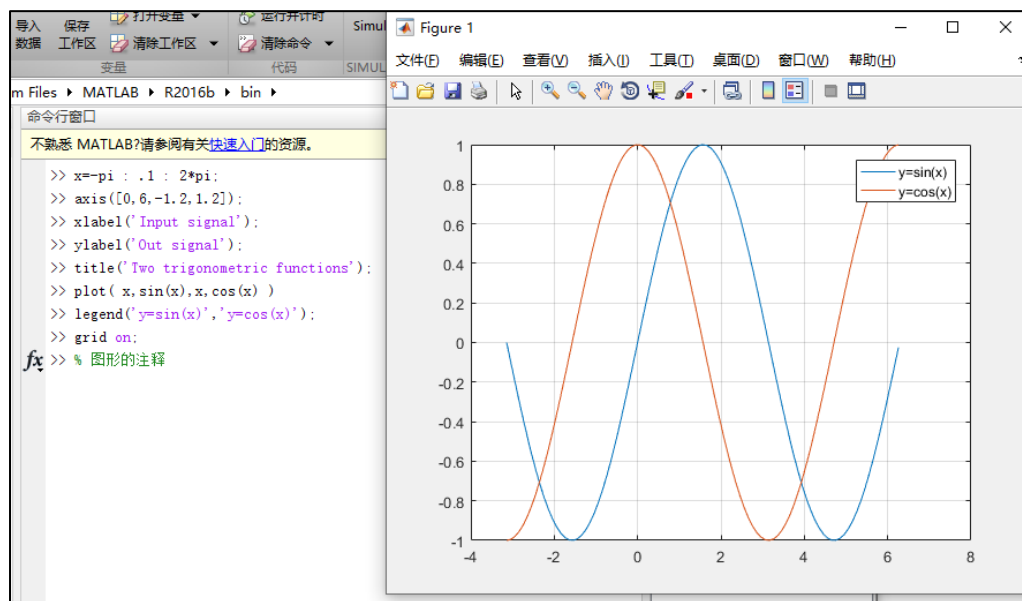 导入 保存 打开变量 运行并计时
数据 工作区 清除工作区 清除命令
变量 代码 SIMUL
m Files MATLAB R2016b bin
命令行窗口
不熟悉 MATLAB?请参阅有关快速入门的资源。
>> x=-pi : .1 : 2*pi;
>> axis([0,6,-1.2,1.2]);
>> xlabel('Input signal');
>> ylabel('Out signal');
>> title('Two trigonometric functions');
>> plot( x,sin(x),x,cos(x) )
>> legend('y=sin(x)','y=cos(x)');
>> grid on;
fx >> % 图形的注释
Simul
Figure 1
文件(F) 编辑(E) 查看(V) 插入(I) 工具(T) 桌面(D) 窗口(W) 帮助(H)
y=sin(x)
y=cos(x)
1
0.8
0.6
0.4
0.2
0
-0.2
-0.4
-0.6
-0.8
-1
-4 -2 0 2 4 6 8